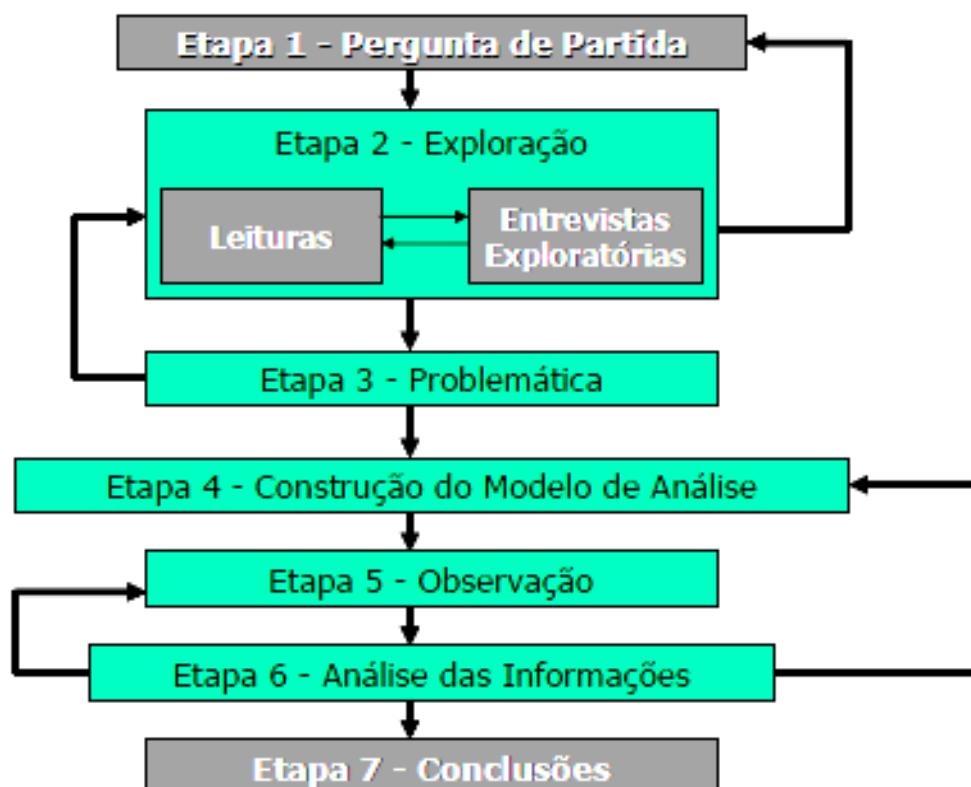 Etapa 1 - Pergunta de Partida
Etapa 2 - Exploração
Leituras
Entrevistas
Exploratórias
Etapa 3 - Problemática
Etapa 4 - Construção do Modelo de Análise
Etapa 5 - Observação
Etapa 6 - Análise das Informações
Etapa 7 - Conclusões